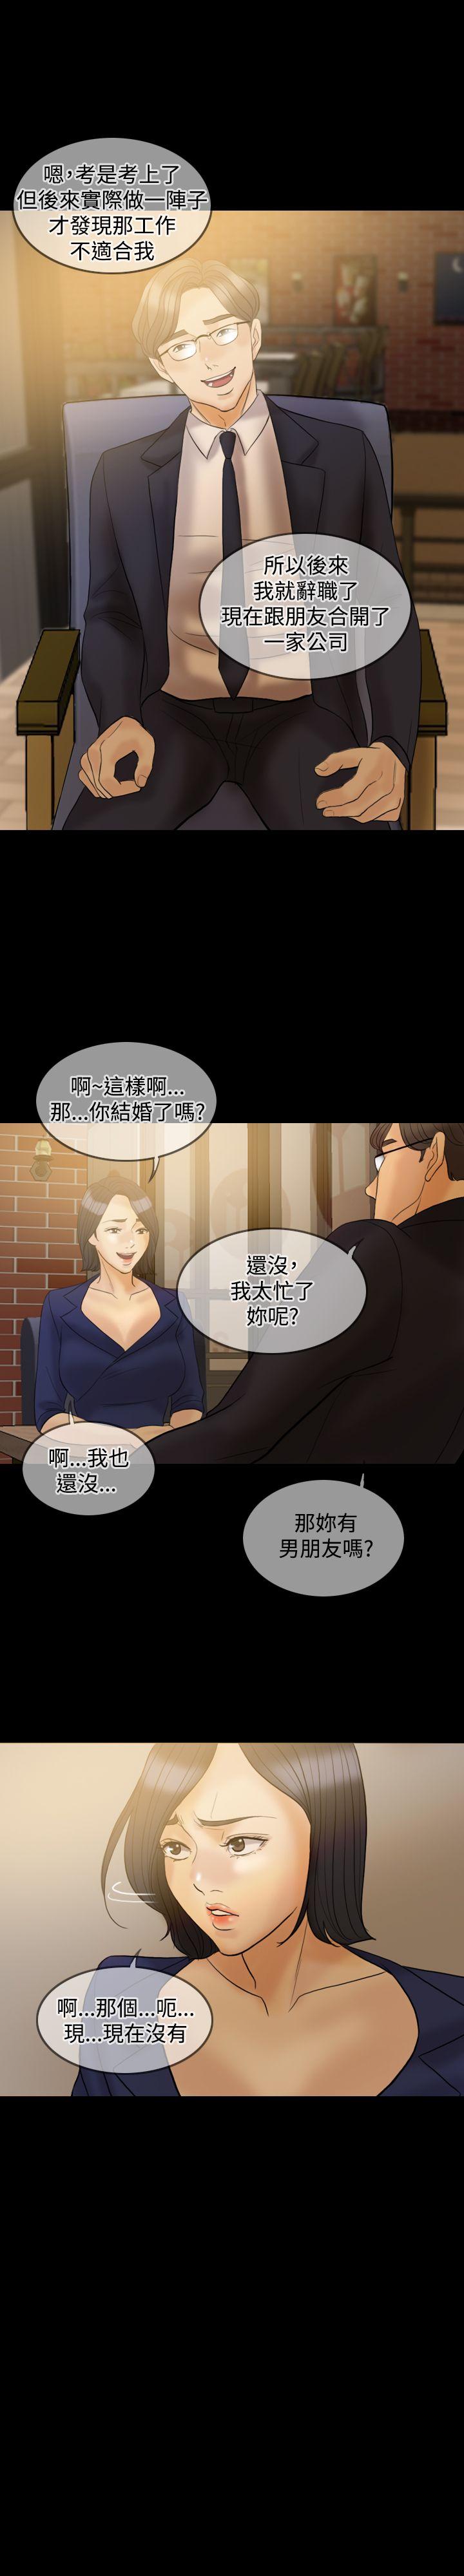 嗯,考是考上了
但後來實際做一陣子
才發現那工作
不適合我
所以後來
我就辭職了
現在跟朋友合開了
一家公司
啊~這樣啊...
那...你結婚了嗎?
還沒,
我太忙了
妳呢?
啊...我也
還沒...
那妳有
男朋友嗎?
啊...那個...呃...
現...現在沒有